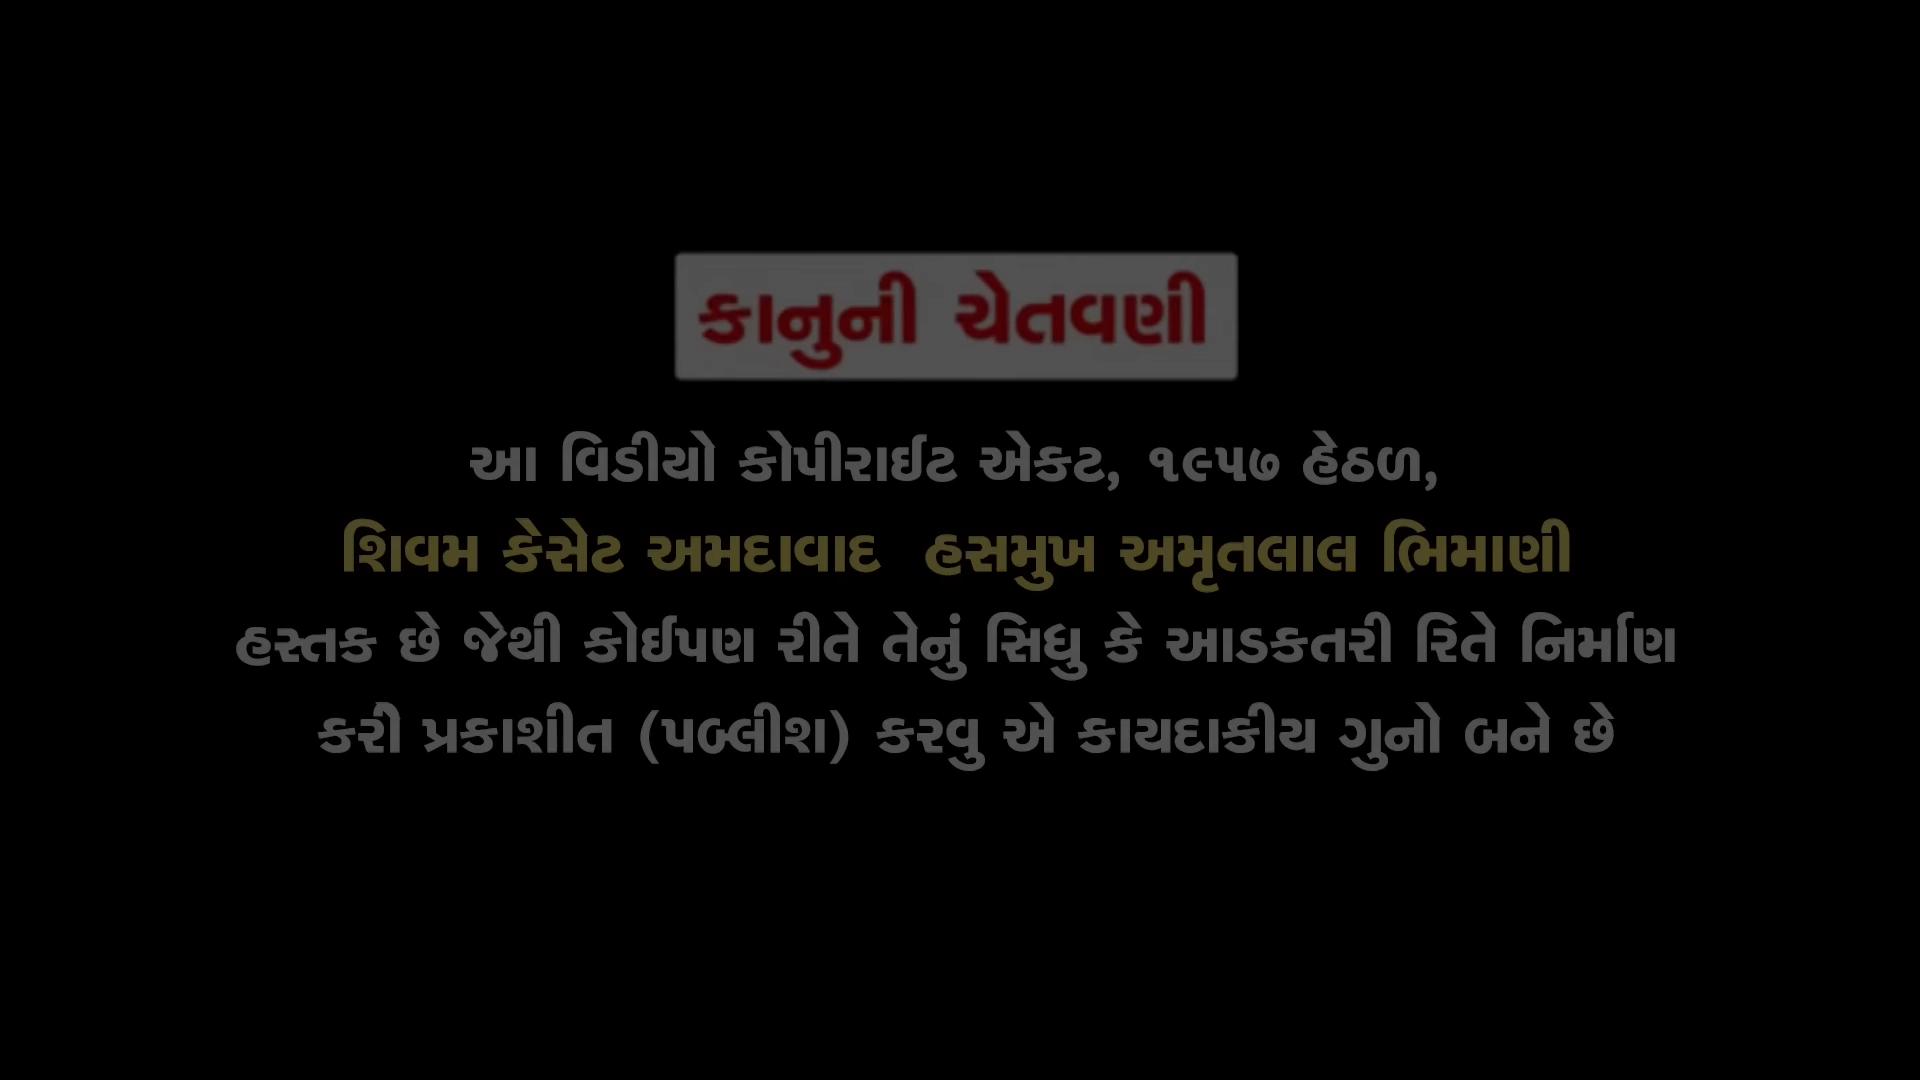 કાનુની ચેતવણી
આ વિડીયો કોપીરાઈટ એકટ, ૧૯૫૭ હેઠળ,
શિવમ કેસેટ અમદાવાદ હસમુખ અમૃતલાલ ભિમાણી
હસ્તક છે જેથી કોઈપણ રીતે તેનું સિધુ કે આડકતરી રિતે નિર્માણ
કરી પ્રકાશીત (પબ્લીશ) કરવુ એ કાયદાકીય ગુનો બને છે